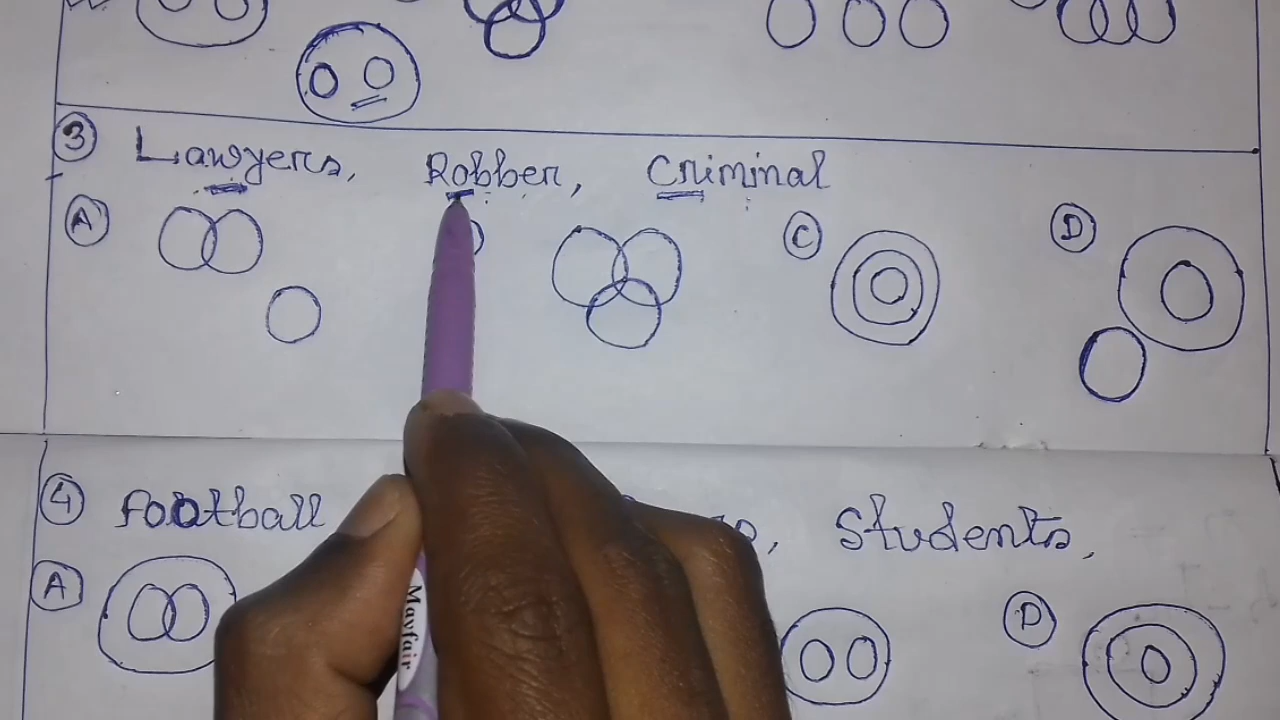 ③ Lawyers, Robber, Criminal
Ⓐ Ⓒ Ⓓ
④ football Students,
Ⓐ Ⓓ
Mayfair